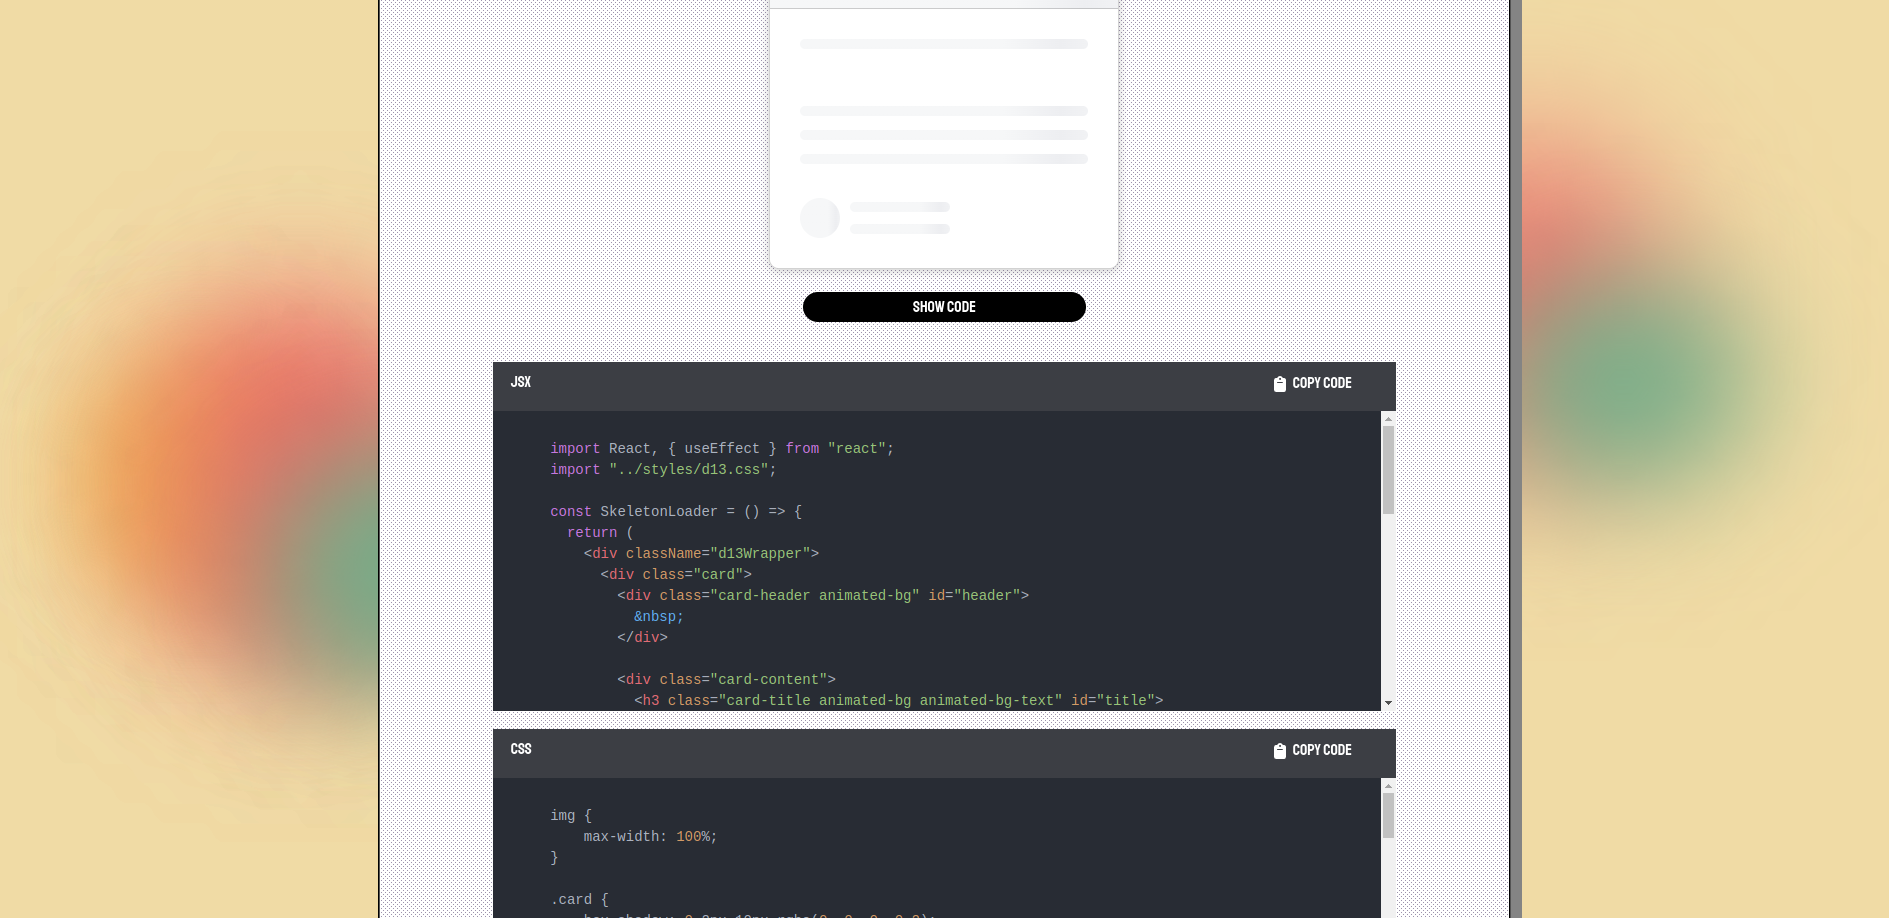 SHOW CODE
JSX
COPY CODE
import React, { useEffect } from "react";
import "../styles/d13.css";
const SkeletonLoader = () => {
return (
<div className="d13Wrapper">
<div class="card">
<div class="card-header animated-bg" id="header">
&nbsp;
</div>
<div class="card-content">
<h3 class="card-title animated-bg animated-bg-text" id="title">
CSS
COPY CODE
img {
max-width: 100%;
}
.card {